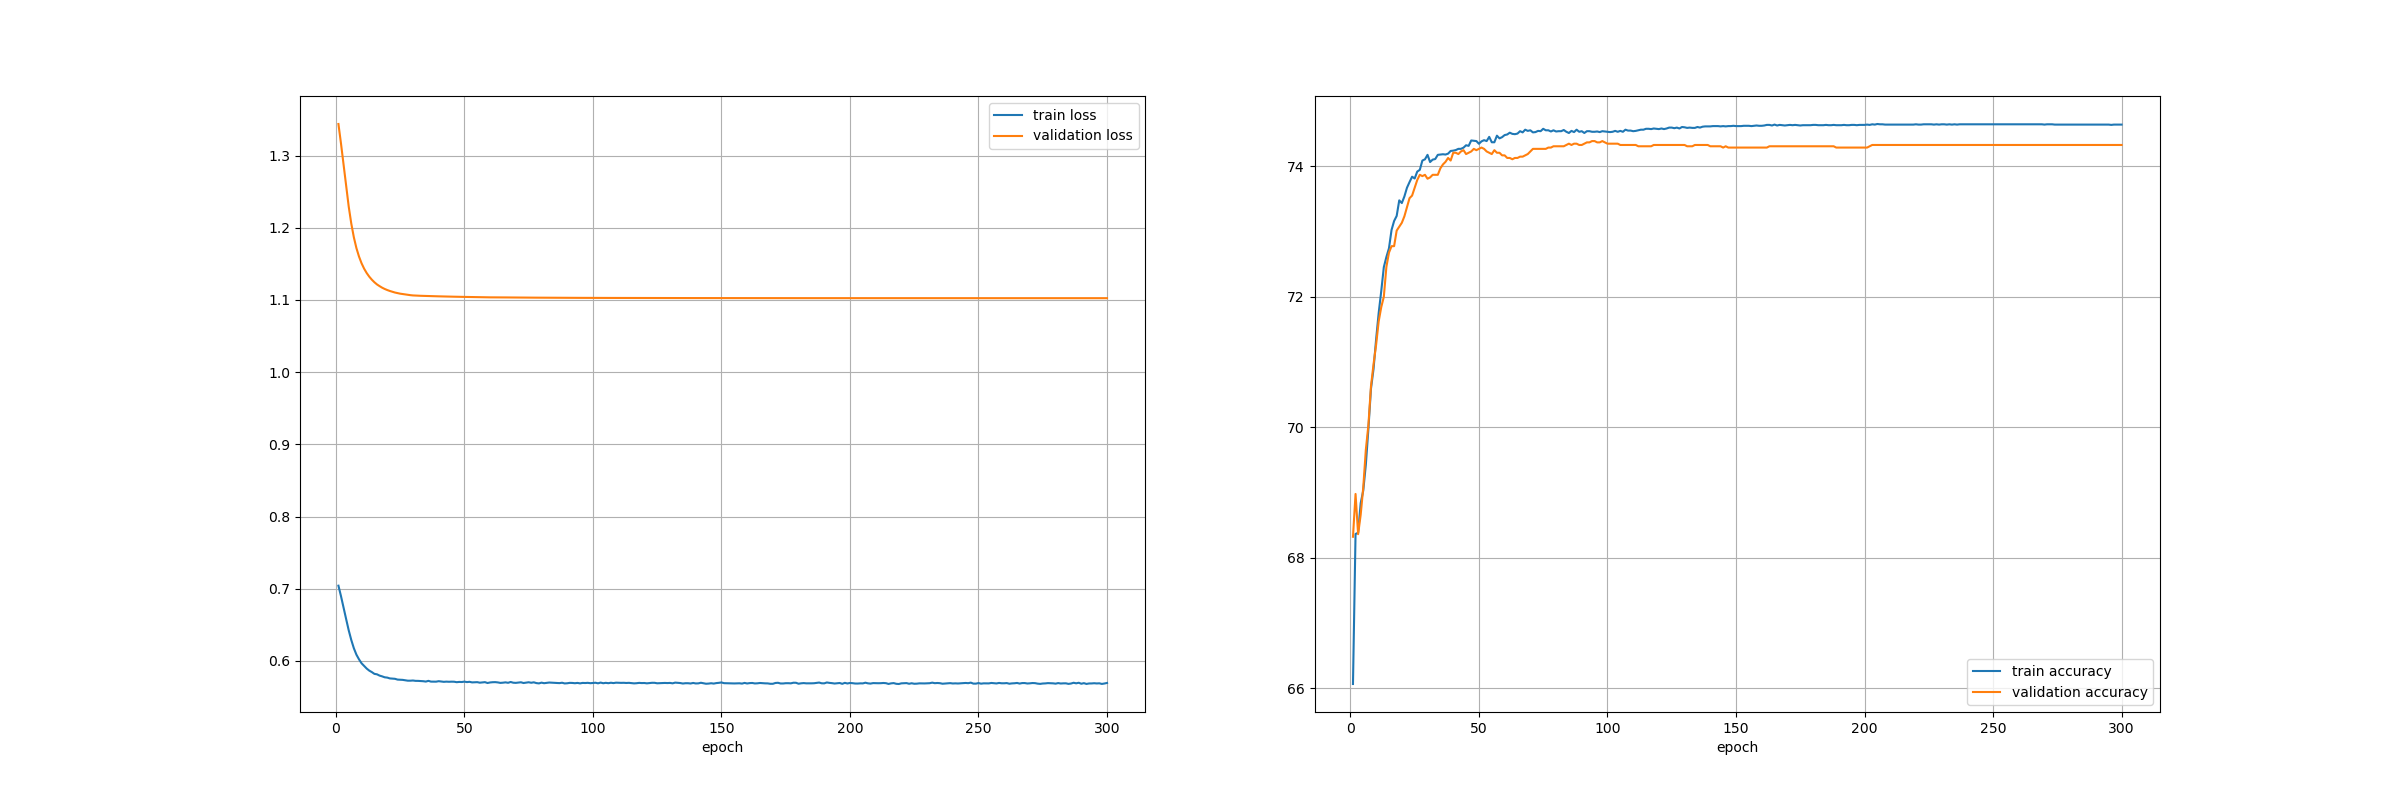 train loss
validation loss
1.3
1.2
1.1
1.0
0.9
0.8
0.7
0.6
0 50 100 150 200 250 300
epoch
74
72
70
68
66
train accuracy
validation accuracy
0 50 100 150 200 250 300
epoch